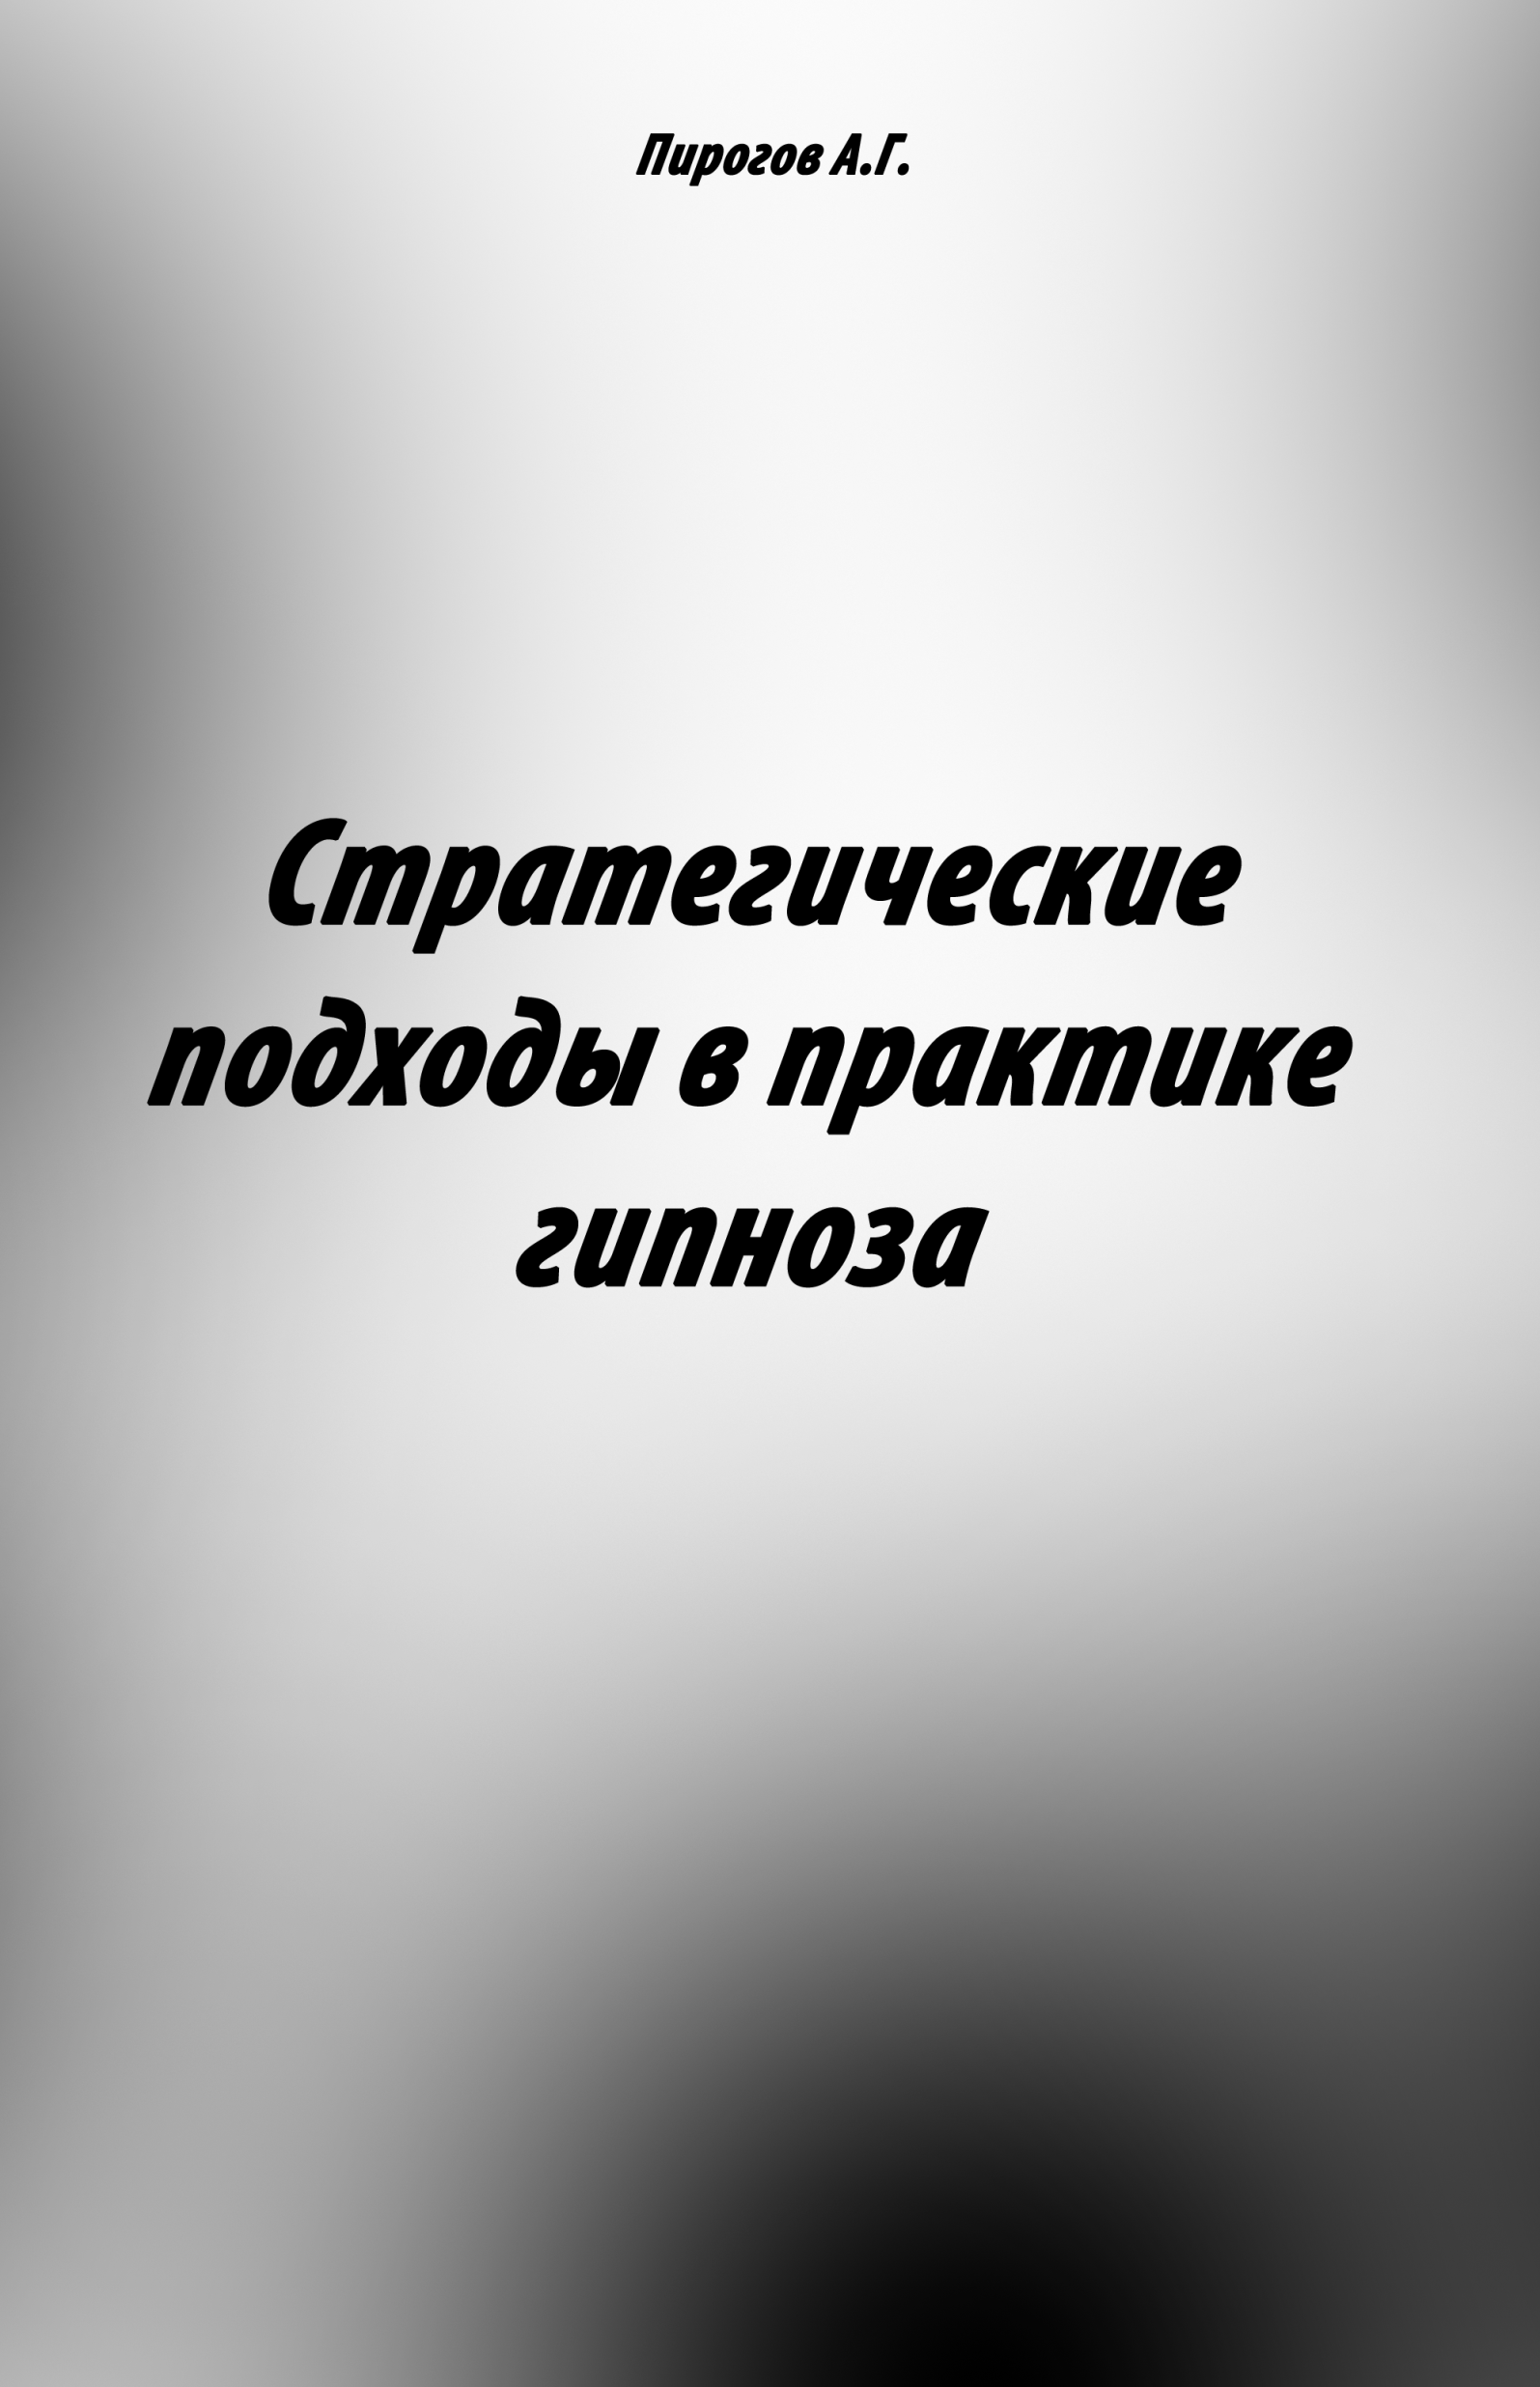 Пирогов А.Г.
Стратегические
подходы в практике
гипноза